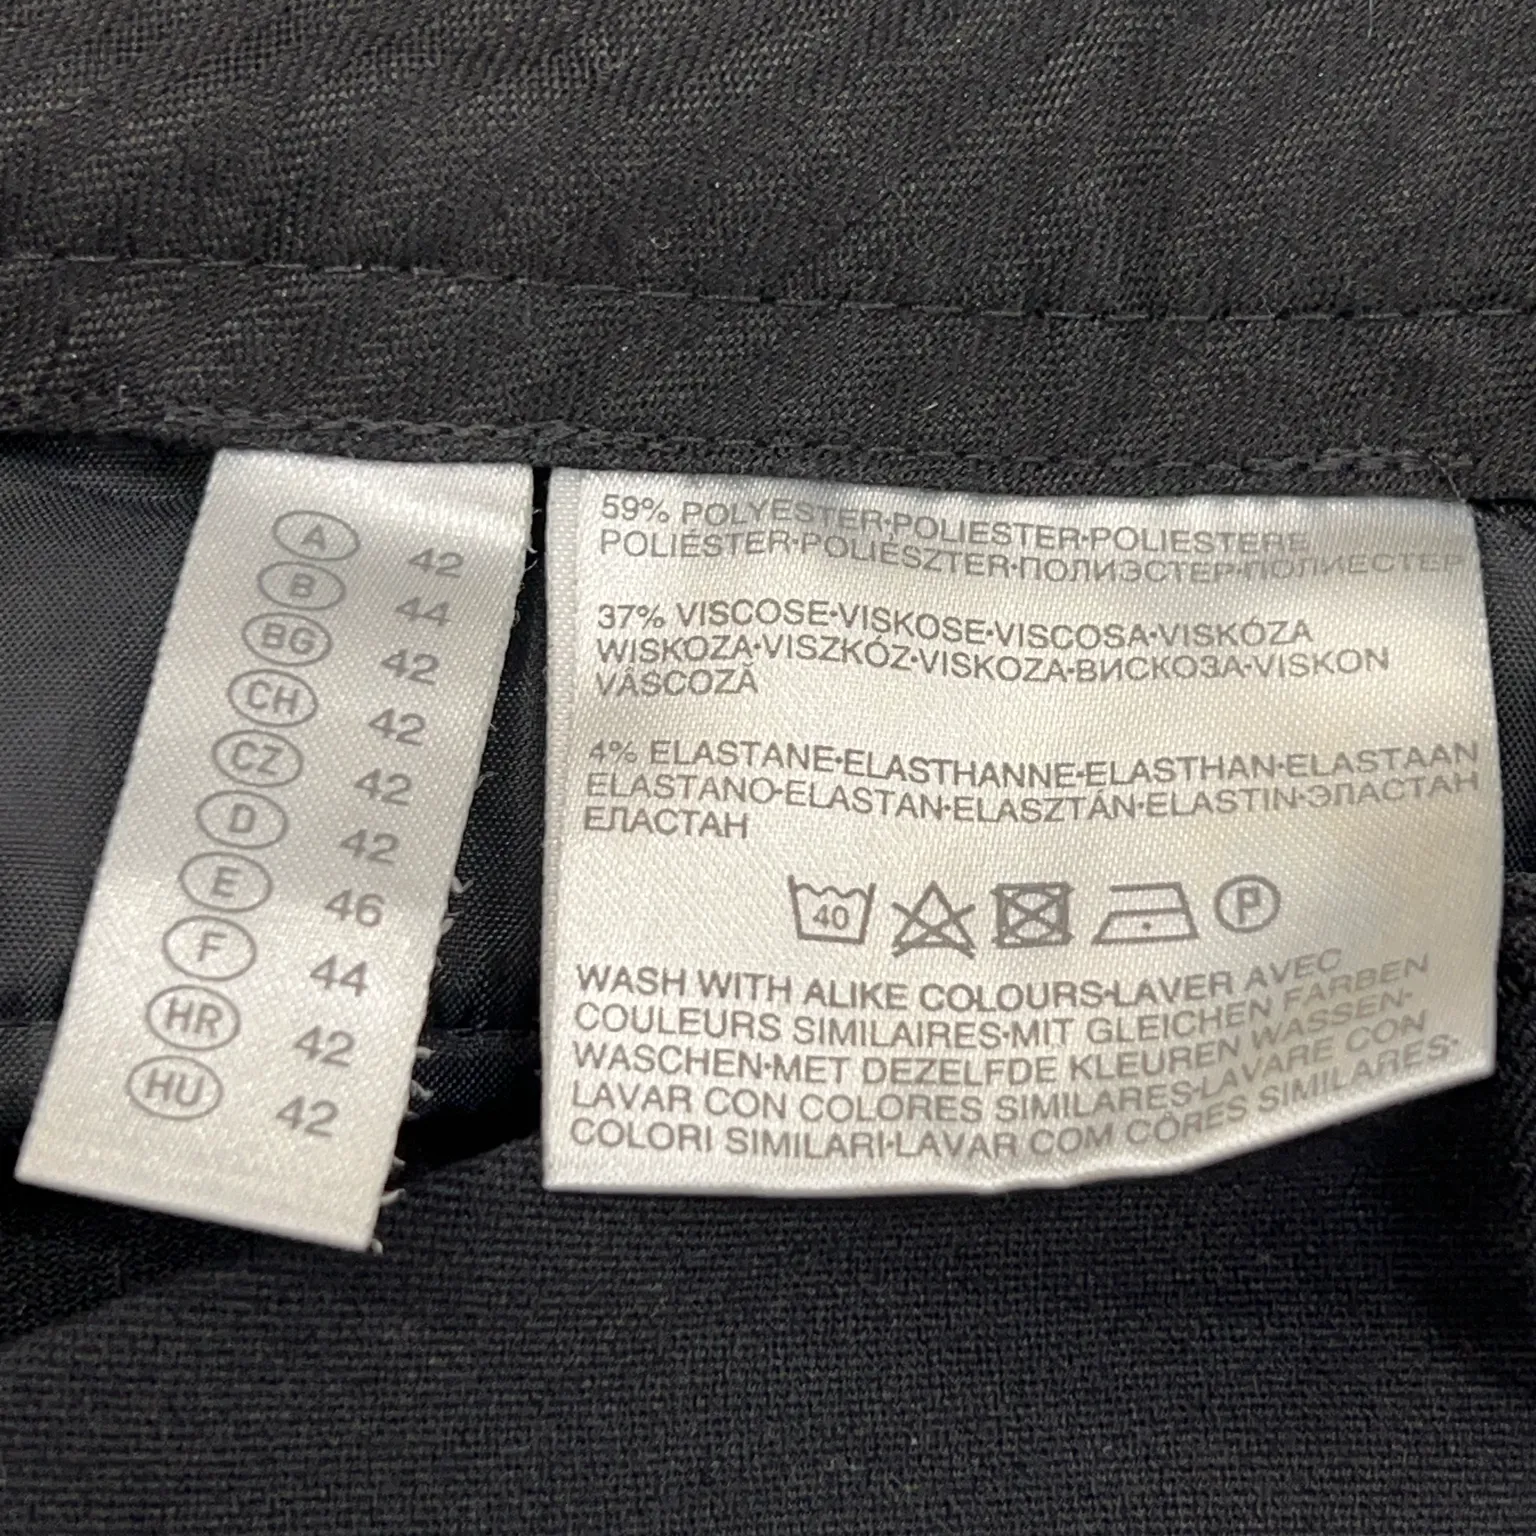 A 42
B 44
BG 42
CH 42
CZ 42
D 42
E 46
F 44
HR 42
HU 42
59% POLYESTER·POLIESTER·POLIESTERE
POLIÉSTER·POLIÉSZTER·ПОЛИЭСТЕР·ПОЛИЕСТЕР
37% VISCOSE·VISKOSE·VISCOSA·VISKÓZA
WISKOZA·VISZKÓZ·VISKOZA·ВИСКОЗА·VISKON
VÂSCOZĂ
4% ELASTANE·ELASTHANNE·ELASTHAN·ELASTAAN
ELASTANO·ELASTAN·ELASZTÁN·ELASTIN·ЭЛАСТАН
ЕЛАСТАН
40 P
WASH WITH ALIKE COLOURS·LAVER AVEC
COULEURS SIMILAIRES·MIT GLEICHEN FARBEN
WASCHEN·MET DEZELFDE KLEUREN WASSEN·
LAVAR CON COLORES SIMILARES·LAVARE CON
COLORI SIMILARI·LAVAR COM CÔRES SIMILARES·